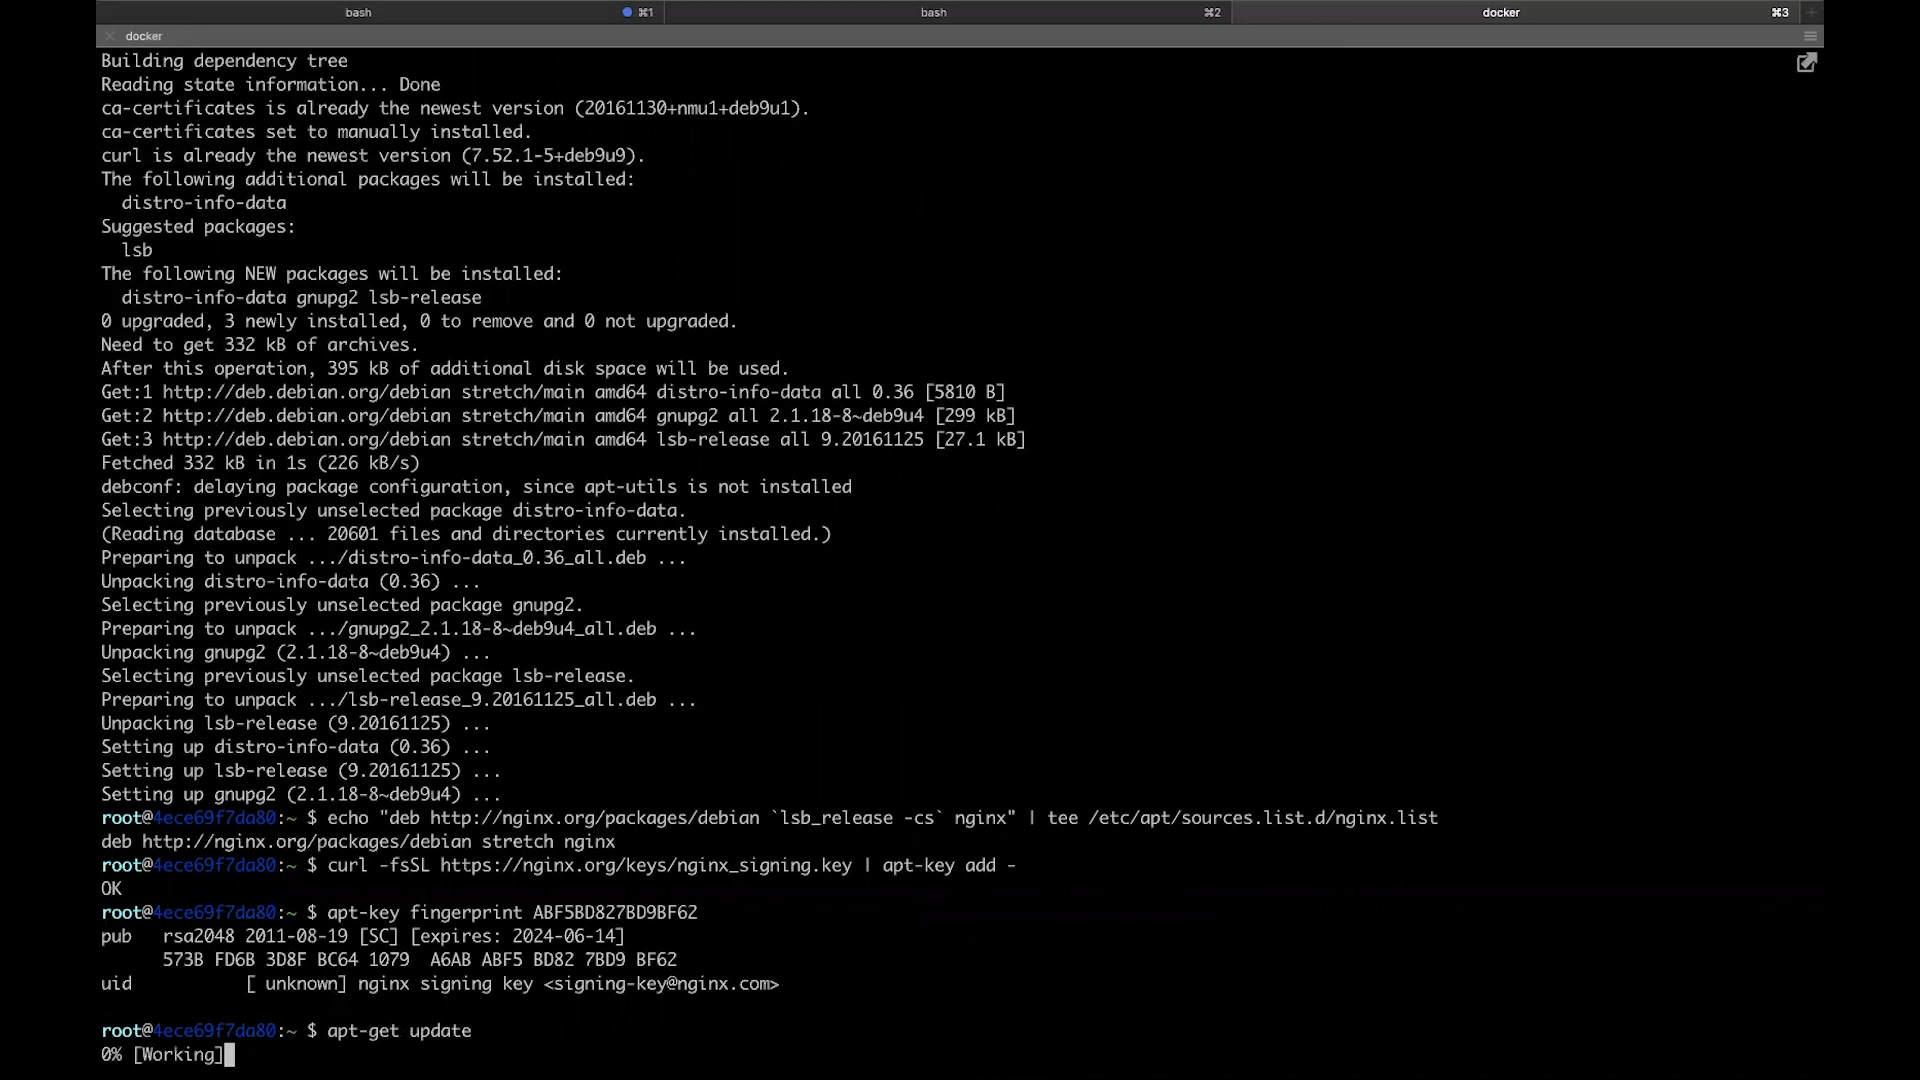 bash ⌘1 bash ⌘2 docker ⌘3
docker
Building dependency tree
Reading state information... Done
ca-certificates is already the newest version (20161130+nmu1+deb9u1).
ca-certificates set to manually installed.
curl is already the newest version (7.52.1-5+deb9u9).
The following additional packages will be installed:
  distro-info-data
Suggested packages:
  lsb
The following NEW packages will be installed:
  distro-info-data gnupg2 lsb-release
0 upgraded, 3 newly installed, 0 to remove and 0 not upgraded.
Need to get 332 kB of archives.
After this operation, 395 kB of additional disk space will be used.
Get:1 http://deb.debian.org/debian stretch/main amd64 distro-info-data all 0.36 [5810 B]
Get:2 http://deb.debian.org/debian stretch/main amd64 gnupg2 all 2.1.18-8~deb9u4 [299 kB]
Get:3 http://deb.debian.org/debian stretch/main amd64 lsb-release all 9.20161125 [27.1 kB]
Fetched 332 kB in 1s (226 kB/s)
debconf: delaying package configuration, since apt-utils is not installed
Selecting previously unselected package distro-info-data.
(Reading database ... 20601 files and directories currently installed.)
Preparing to unpack .../distro-info-data_0.36_all.deb ...
Unpacking distro-info-data (0.36) ...
Selecting previously unselected package gnupg2.
Preparing to unpack .../gnupg2_2.1.18-8~deb9u4_all.deb ...
Unpacking gnupg2 (2.1.18-8~deb9u4) ...
Selecting previously unselected package lsb-release.
Preparing to unpack .../lsb-release_9.20161125_all.deb ...
Unpacking lsb-release (9.20161125) ...
Setting up distro-info-data (0.36) ...
Setting up lsb-release (9.20161125) ...
Setting up gnupg2 (2.1.18-8~deb9u4) ...
root@4ece69f7da80:~ $ echo "deb http://nginx.org/packages/debian `lsb_release -cs` nginx" | tee /etc/apt/sources.list.d/nginx.list
deb http://nginx.org/packages/debian stretch nginx
root@4ece69f7da80:~ $ curl -fsSL https://nginx.org/keys/nginx_signing.key | apt-key add -
OK
root@4ece69f7da80:~ $ apt-key fingerprint ABF5BD827BD9BF62
pub   rsa2048 2011-08-19 [SC] [expires: 2024-06-14]
      573B FD6B 3D8F BC64 1079  A6AB ABF5 BD82 7BD9 BF62
uid           [ unknown] nginx signing key <signing-key@nginx.com>
root@4ece69f7da80:~ $ apt-get update
0% [Working]